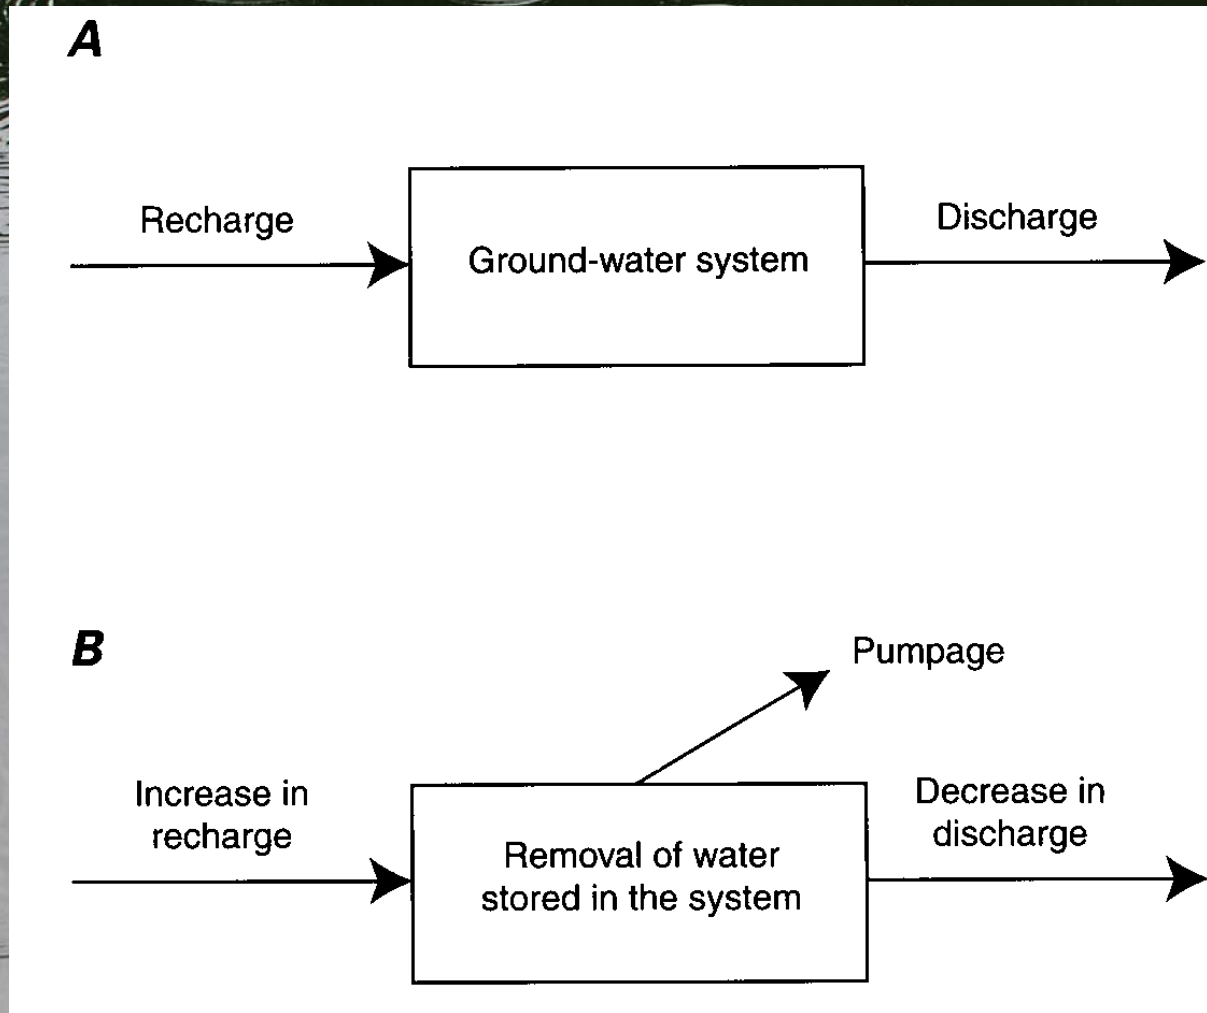 A
Recharge
Ground-water system
Discharge
B
Pumpage
Increase in
recharge
Removal of water
stored in the system
Decrease in
discharge